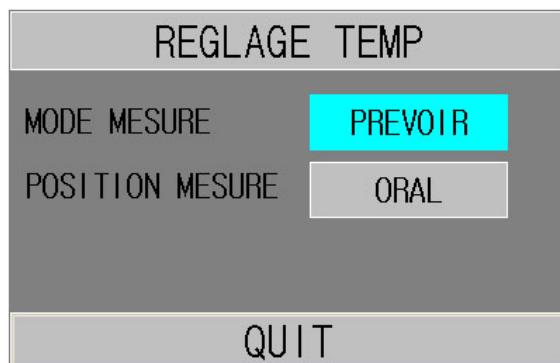 REGLAGE TEMP
MODE MESURE PREVOIR
POSITION MESURE ORAL
QUIT